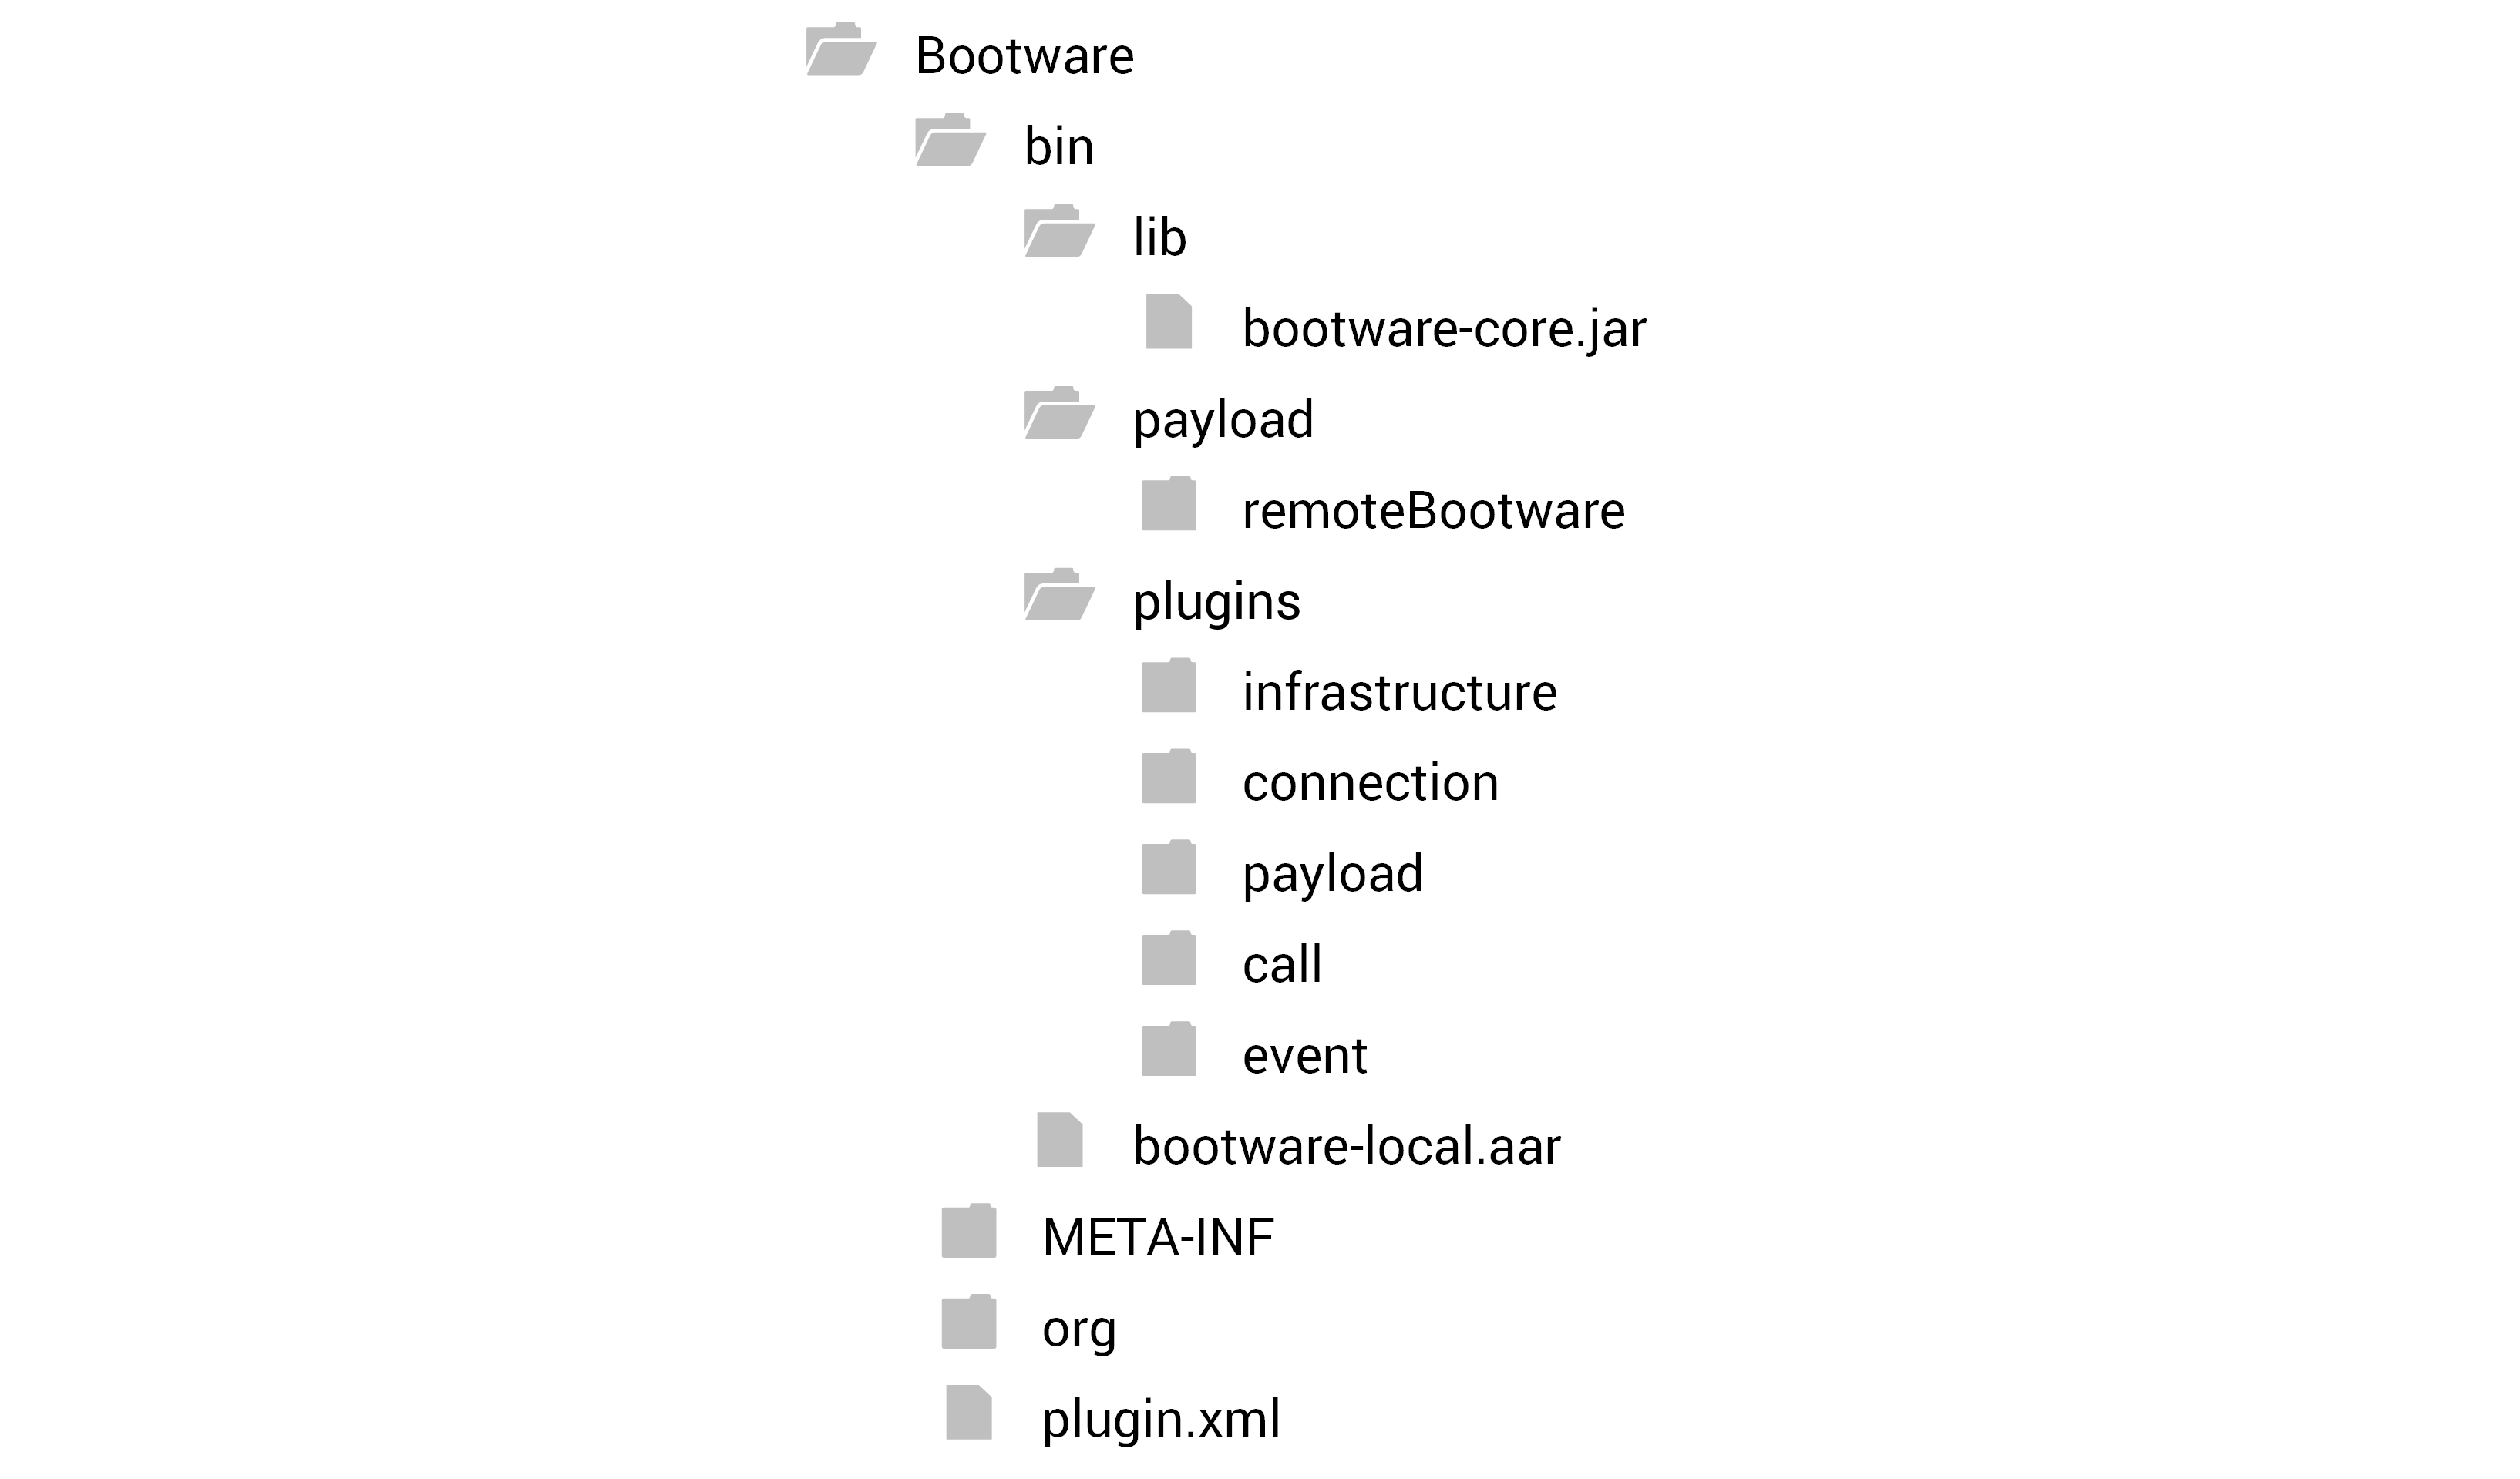 Bootware
bin
lib
bootware-core.jar
payload
remoteBootware
plugins
infrastructure
connection
payload
call
event
bootware-local.aar
META-INF
org
plugin.xml